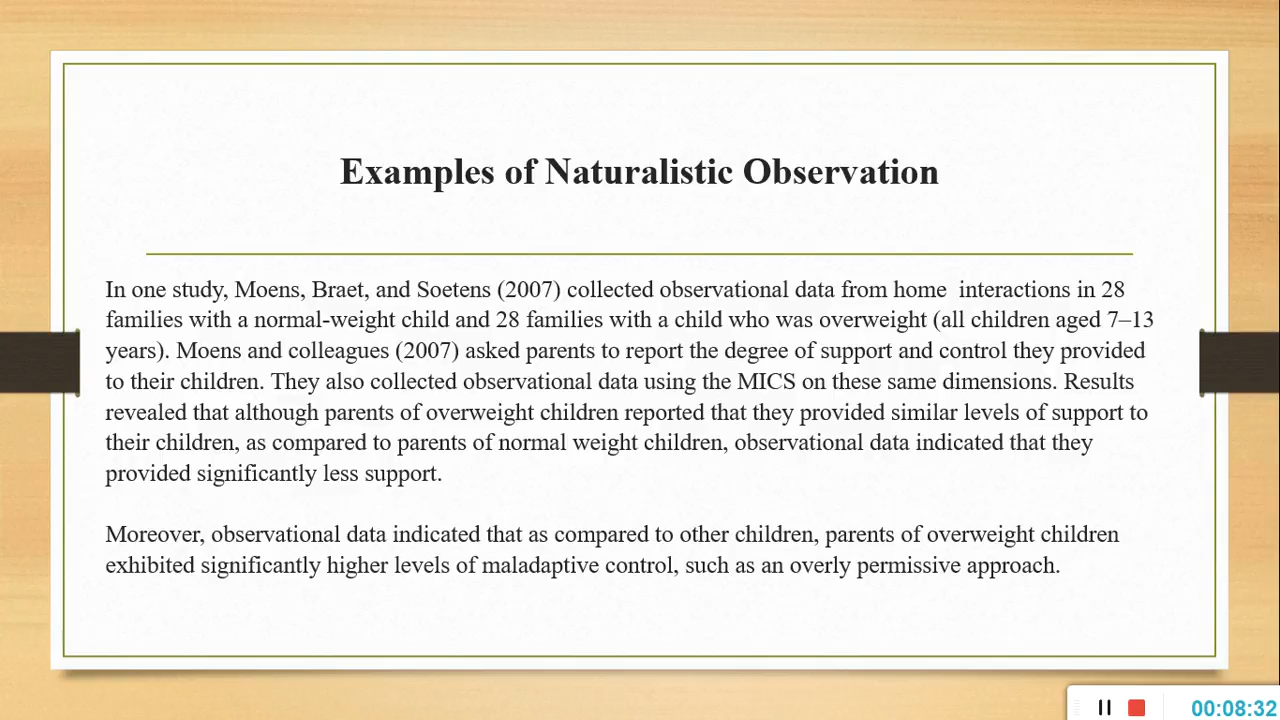 Examples of Naturalistic Observation
In one study, Moens, Braet, and Soetens (2007) collected observational data from home  interactions in 28
families with a normal-weight child and 28 families with a child who was overweight (all children aged 7–13
years). Moens and colleagues (2007) asked parents to report the degree of support and control they provided
to their children. They also collected observational data using the MICS on these same dimensions. Results
revealed that although parents of overweight children reported that they provided similar levels of support to
their children, as compared to parents of normal weight children, observational data indicated that they
provided significantly less support.
Moreover, observational data indicated that as compared to other children, parents of overweight children
exhibited significantly higher levels of maladaptive control, such as an overly permissive approach.
00:08:32